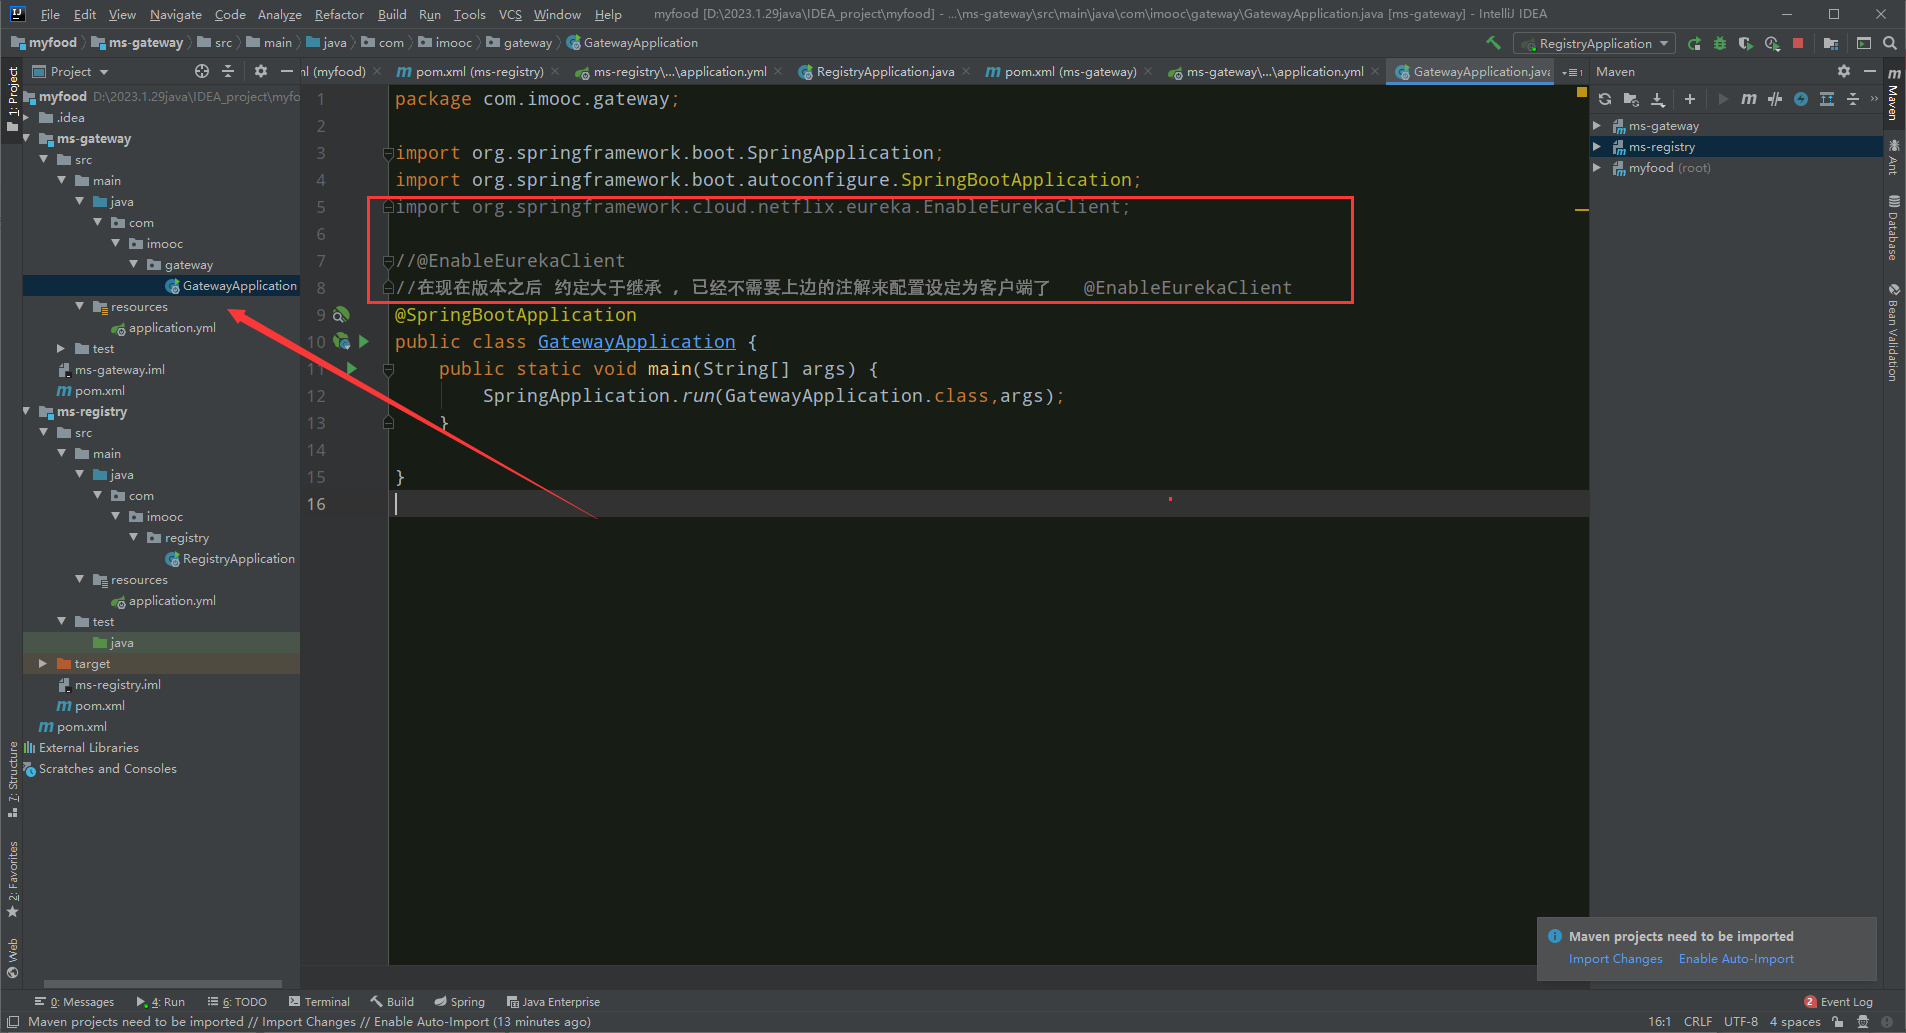 File Edit View Navigate Code Analyze Refactor Build Run Tools VCS Window Help myfood [D:\2023.1.29java\IDEA_project\myfood] - ...\ms-gateway\src\main\java\com\imooc\gateway\GatewayApplication.java [ms-gateway] - IntelliJ IDEA
myfood ms-gateway src main java com imooc gateway GatewayApplication RegistryApplication
Project ml (myfood) pom.xml (ms-registry) ms-registry\...\application.yml RegistryApplication.java pom.xml (ms-gateway) ms-gateway\...\application.yml GatewayApplication.java Maven
1: Project
myfood D:\2023.1.29java\IDEA_project\myfo
.idea
ms-gateway
src
main
java
com
imooc
gateway
GatewayApplication
resources
application.yml
test
ms-gateway.iml
pom.xml
ms-registry
src
main
java
com
imooc
registry
RegistryApplication
resources
application.yml
test
java
target
ms-registry.iml
pom.xml
pom.xml
External Libraries
Scratches and Consoles
7: Structure
2: Favorites
Web
1 package com.imooc.gateway;
2
3 import org.springframework.boot.SpringApplication;
4 import org.springframework.boot.autoconfigure.SpringBootApplication;
5 import org.springframework.cloud.netflix.eureka.EnableEurekaClient;
6
7 //@EnableEurekaClient
8 //在现在版本之后 约定大于继承 , 已经不需要上边的注解来配置设定为客户端了 @EnableEurekaClient
9 @SpringBootApplication
10 public class GatewayApplication {
11 public static void main(String[] args) {
12 SpringApplication.run(GatewayApplication.class,args);
13 }
14
15 }
16
ms-gateway
ms-registry
myfood (root)
Maven
Ant
Database
Bean Validation
Maven projects need to be imported
Import Changes Enable Auto-Import
0: Messages 4: Run 6: TODO Terminal Build Spring Java Enterprise 2 Event Log
Maven projects need to be imported // Import Changes // Enable Auto-Import (13 minutes ago) 16:1 CRLF UTF-8 4 spaces